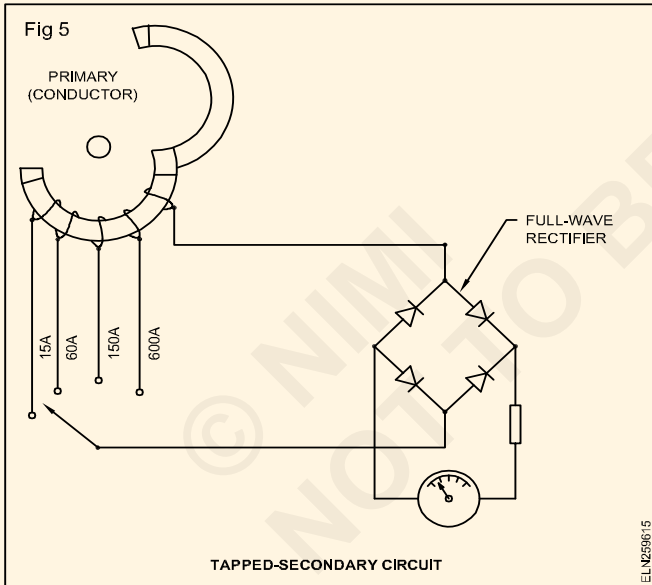 Fig 5
PRIMARY
(CONDUCTOR)
FULL-WAVE
RECTIFIER
15A
60A
150A
600A
© NIMI
NOT TO BE
TAPPED-SECONDARY CIRCUIT
ELN259615